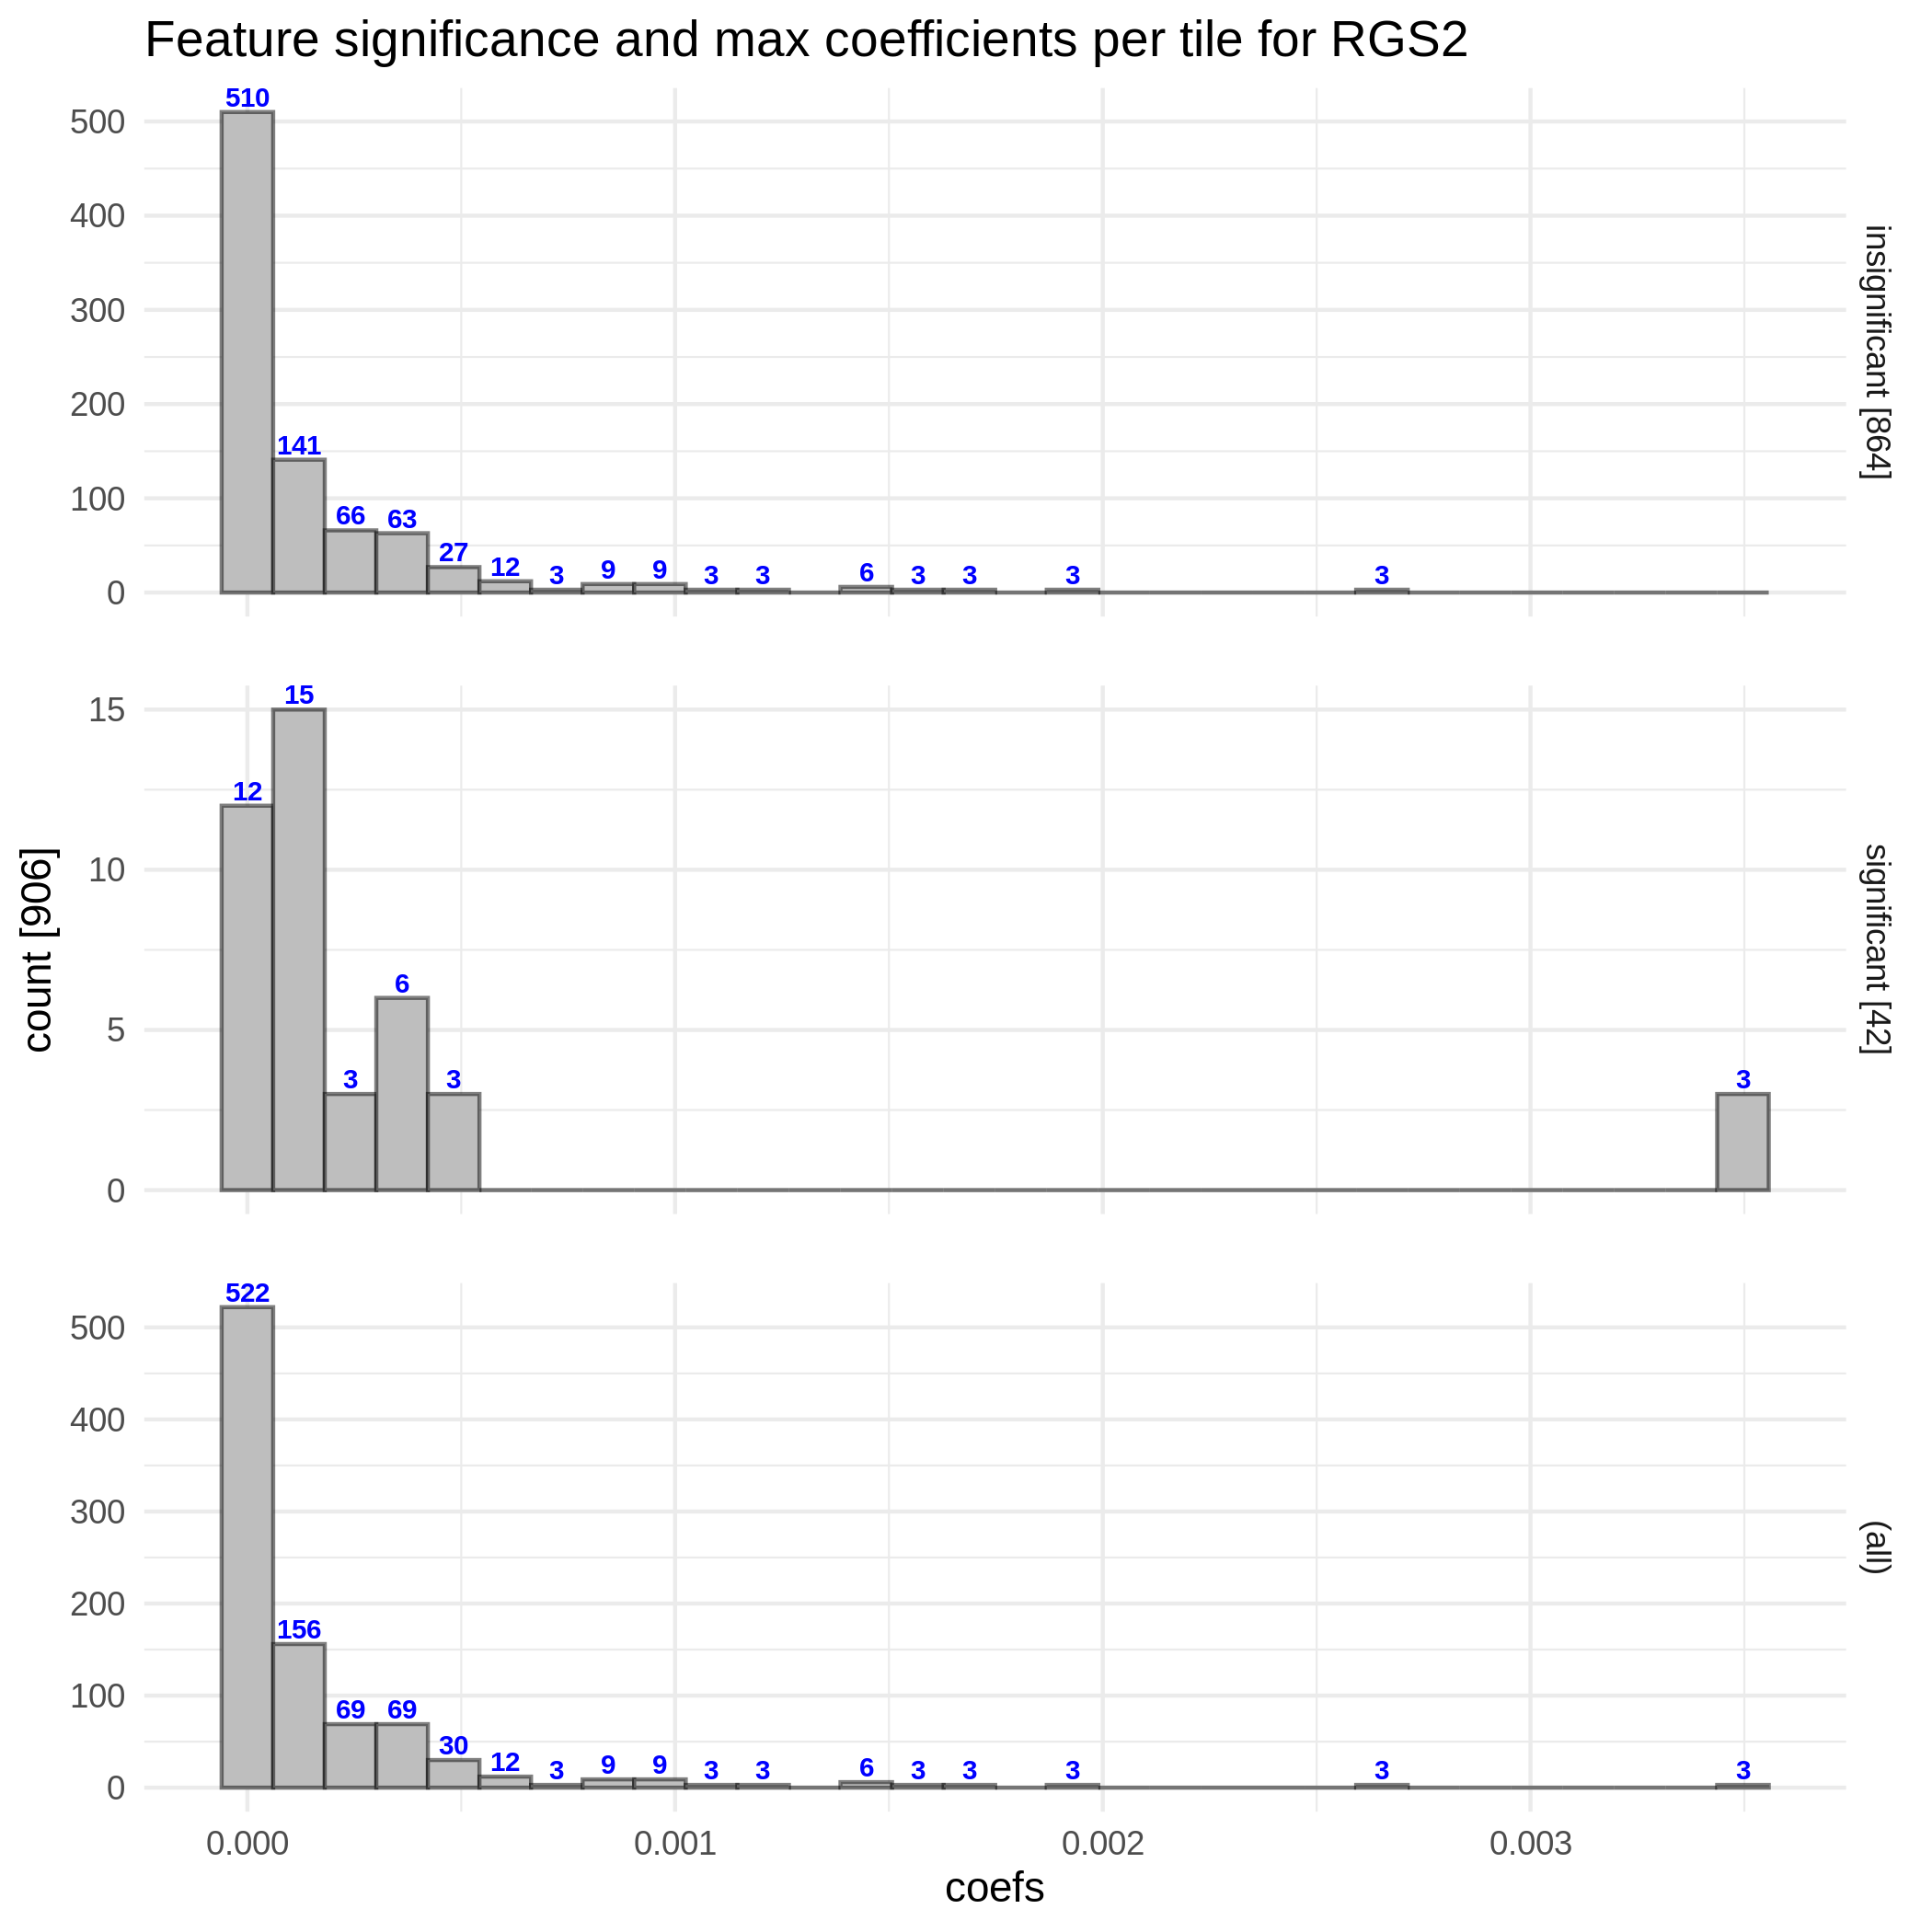 Feature significance and max coefficients per tile for RGS2
510
500
400
300
200
141
100
66 63
27 12 3 9 9 3 3 6 3 3 3 3
0
insignificant [864]
15
15
12
10
6
5
3 3 3
0
significant [42]
count [906]
522
500
400
300
200
156
100
69 69
30 12 3 9 9 3 3 6 3 3 3 3 3
0
(all)
0.000 0.001 0.002 0.003
coefs